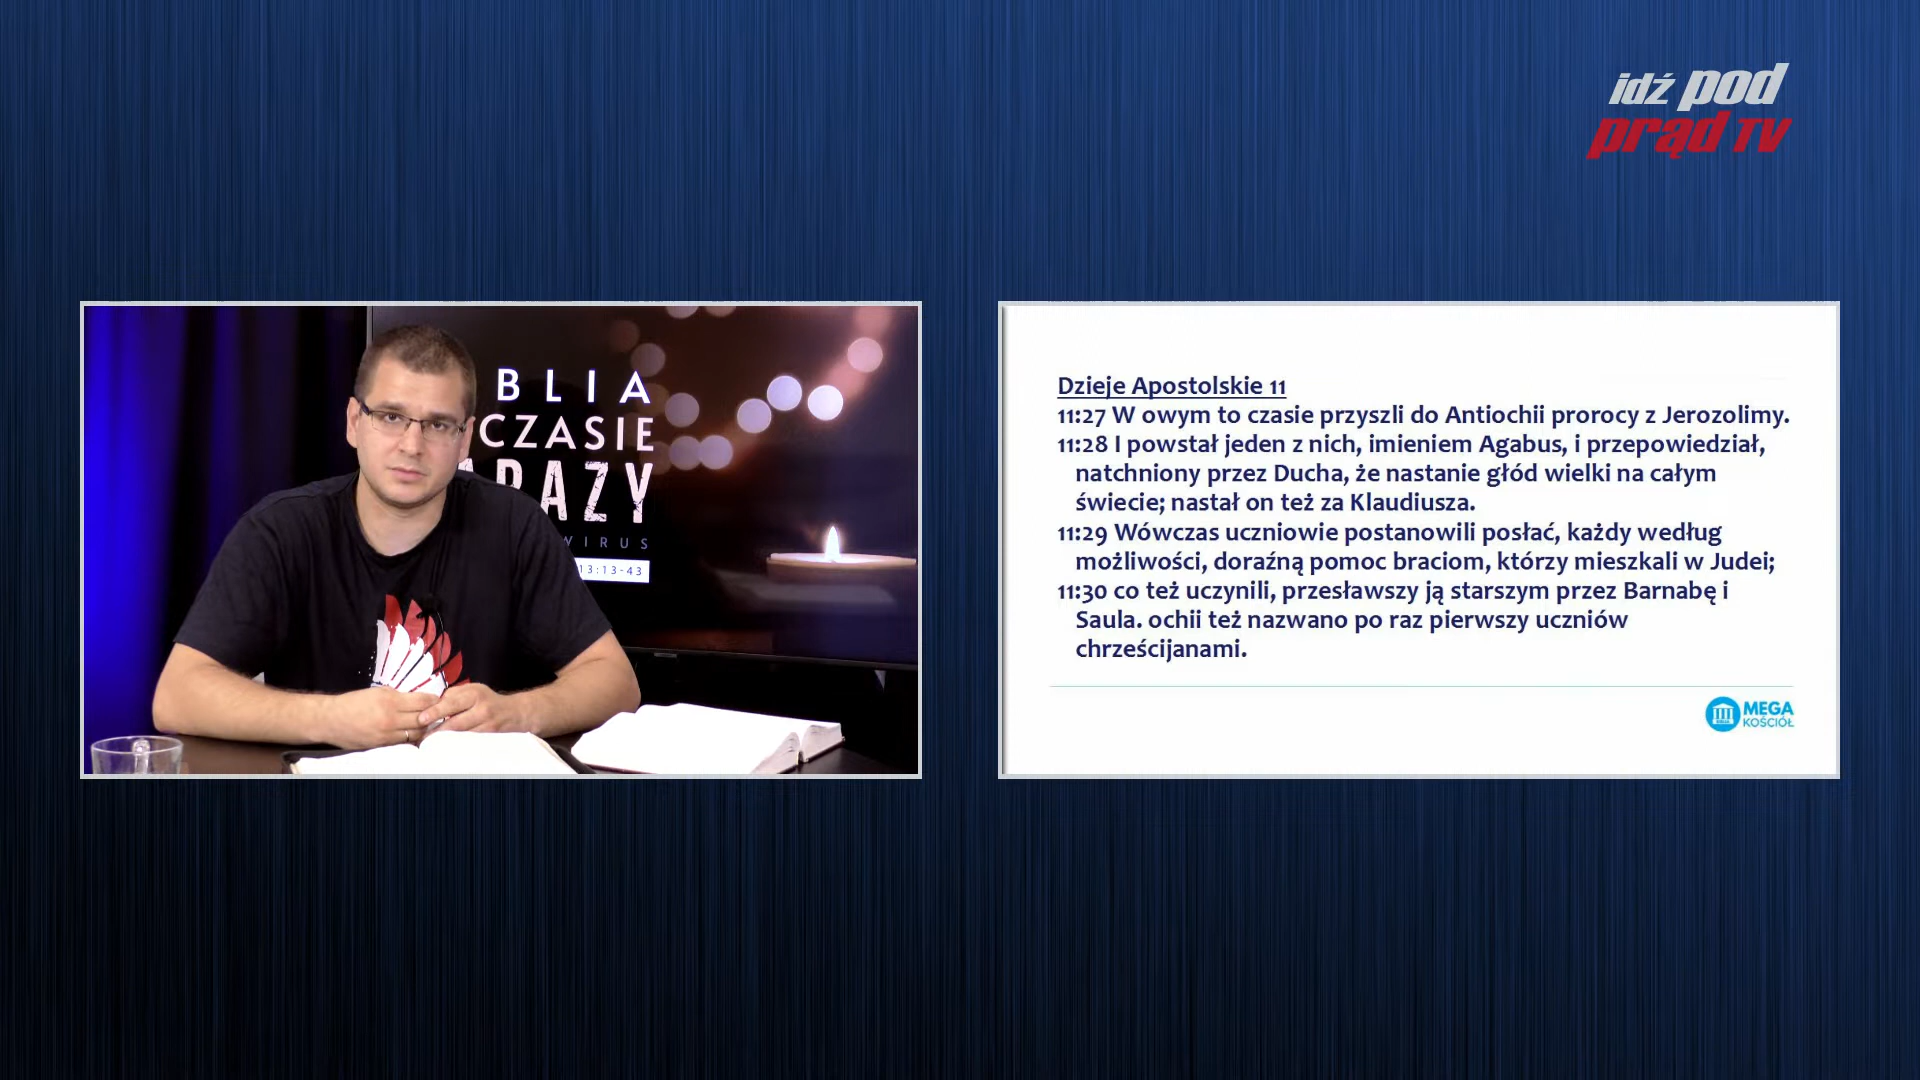 idź pod
prąd TV
BLIA
CZASIE
RAZY
WIRUS
13:13-43
Dzieje Apostolskie 11
11:27 W owym to czasie przyszli do Antiochii prorocy z Jerozolimy.
11:28 I powstał jeden z nich, imieniem Agabus, i przepowiedział,
natchniony przez Ducha, że nastanie głód wielki na całym
świecie; nastał on też za Klaudiusza.
11:29 Wówczas uczniowie postanowili posłać, każdy według
możliwości, doraźną pomoc braciom, którzy mieszkali w Judei;
11:30 co też uczynili, przesławszy ją starszym przez Barnabę i
Saula. ochii też nazwano po raz pierwszy uczniów
chrześcijanami.
MEGA
KOŚCIÓŁ